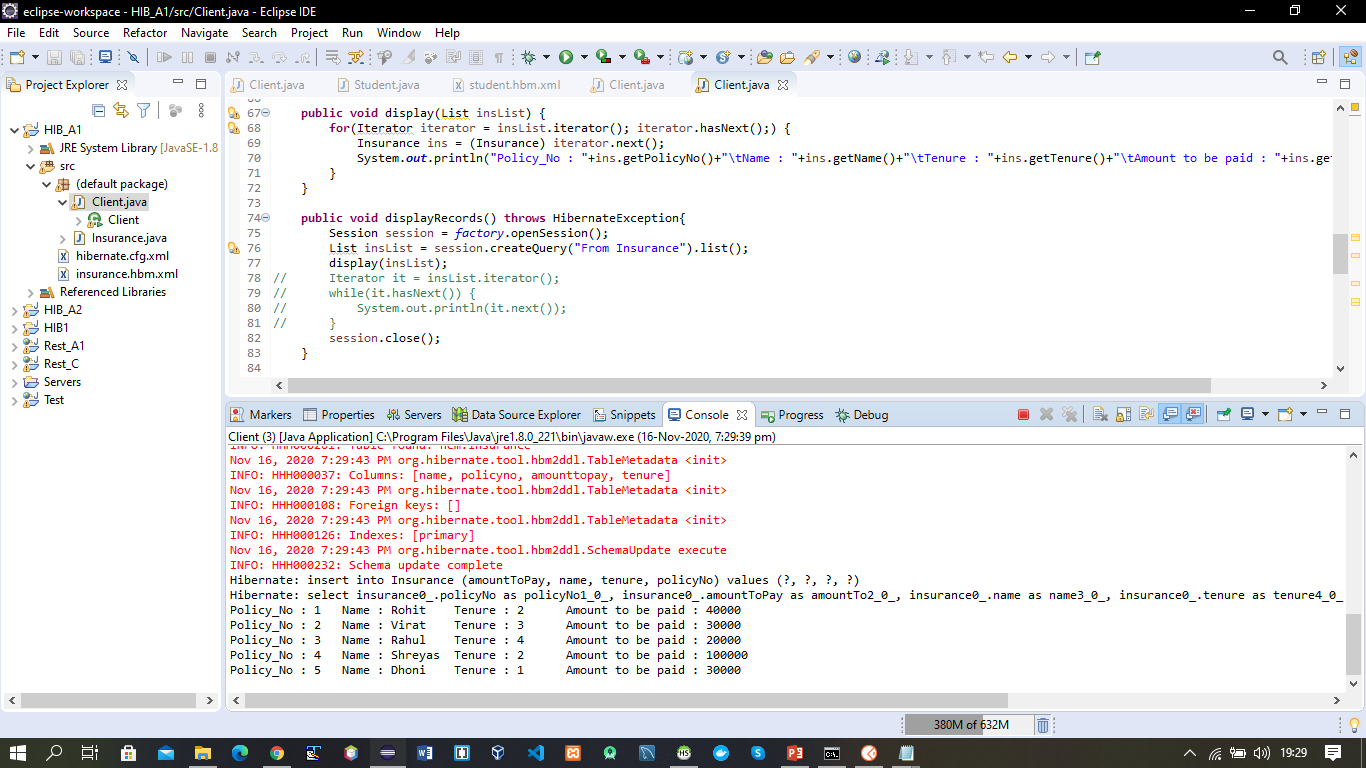 eclipse-workspace - HIB_A1/src/Client.java - Eclipse IDE
File Edit Source Refactor Navigate Search Project Run Window Help
Project Explorer
HIB_A1
JRE System Library [JavaSE-1.8
src
(default package)
Client.java
Client
Insurance.java
hibernate.cfg.xml
insurance.hbm.xml
Referenced Libraries
HIB_A2
HIB1
Rest_A1
Rest_C
Servers
Test
Client.java Student.java student.hbm.xml Client.java Client.java
67 public void display(List insList) {
68 for(Iterator iterator = insList.iterator(); iterator.hasNext();) {
69 Insurance ins = (Insurance) iterator.next();
70 System.out.println("Policy_No : "+ins.getPolicyNo()+"\tName : "+ins.getName()+"\tTenure : "+ins.getTenure()+"\tAmount to be paid : "+ins.get
71 }
72 }
73
74 public void displayRecords() throws HibernateException{
75 Session session = factory.openSession();
76 List insList = session.createQuery("From Insurance").list();
77 display(insList);
78 // Iterator it = insList.iterator();
79 // while(it.hasNext()) {
80 // System.out.println(it.next());
81 // }
82 session.close();
83 }
84
Markers Properties Servers Data Source Explorer Snippets Console Progress Debug
Client (3) [Java Application] C:\Program Files\Java\jre1.8.0_221\bin\javaw.exe (16-Nov-2020, 7:29:39 pm)
Nov 16, 2020 7:29:43 PM org.hibernate.tool.hbm2ddl.TableMetadata <init>
INFO: HHH000037: Columns: [name, policyno, amounttopay, tenure]
Nov 16, 2020 7:29:43 PM org.hibernate.tool.hbm2ddl.TableMetadata <init>
INFO: HHH000108: Foreign keys: []
Nov 16, 2020 7:29:43 PM org.hibernate.tool.hbm2ddl.TableMetadata <init>
INFO: HHH000126: Indexes: [primary]
Nov 16, 2020 7:29:43 PM org.hibernate.tool.hbm2ddl.SchemaUpdate execute
INFO: HHH000232: Schema update complete
Hibernate: insert into Insurance (amountToPay, name, tenure, policyNo) values (?, ?, ?, ?)
Hibernate: select insurance0_.policyNo as policyNo1_0_, insurance0_.amountToPay as amountTo2_0_, insurance0_.name as name3_0_, insurance0_.tenure as tenure4_0_
Policy_No : 1 Name : Rohit Tenure : 2 Amount to be paid : 40000
Policy_No : 2 Name : Virat Tenure : 3 Amount to be paid : 30000
Policy_No : 3 Name : Rahul Tenure : 4 Amount to be paid : 20000
Policy_No : 4 Name : Shreyas Tenure : 2 Amount to be paid : 100000
Policy_No : 5 Name : Dhoni Tenure : 1 Amount to be paid : 30000
380M of 632M
19:29